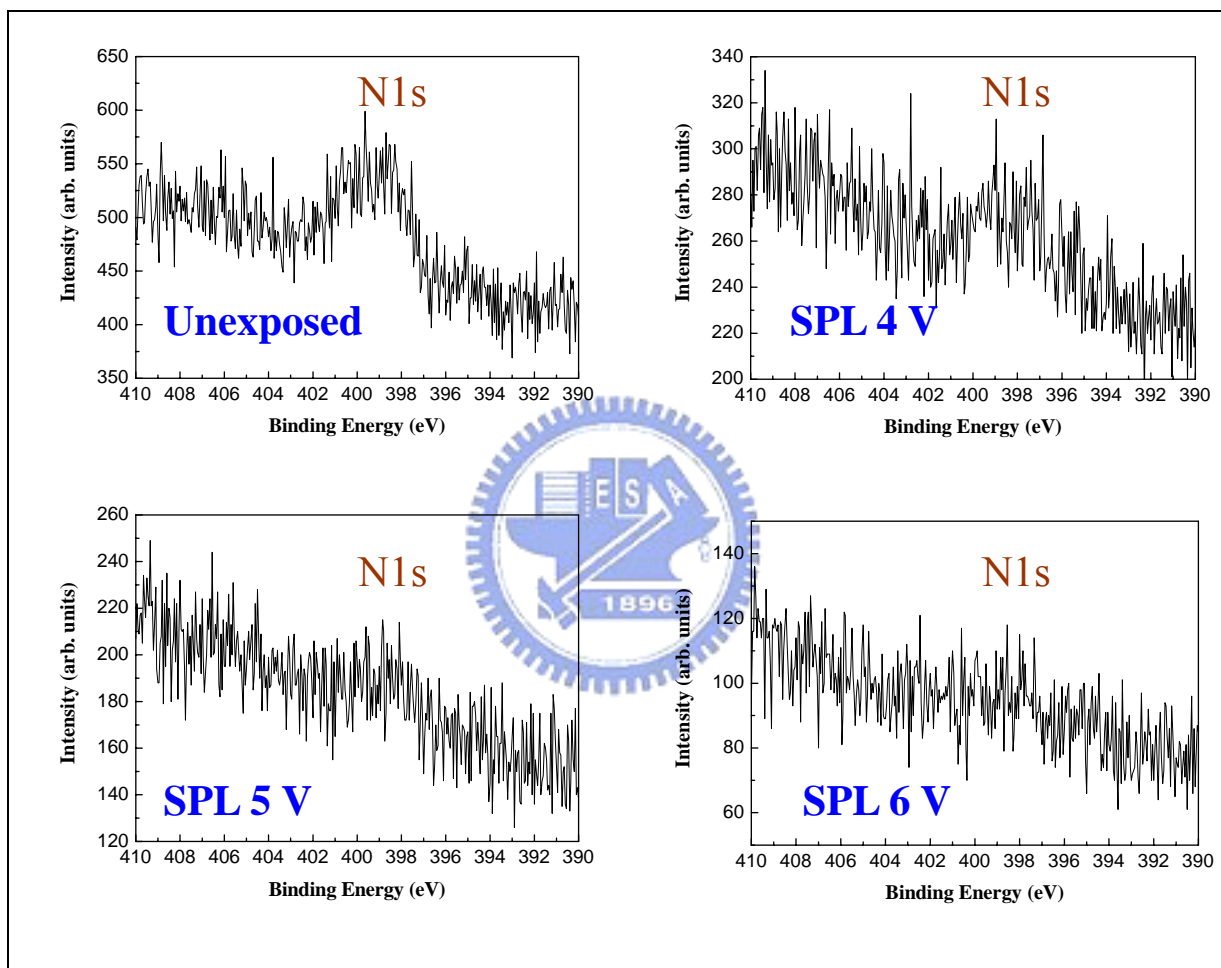 650
600
550
500
450
400
350
410 408 406 404 402 400 398 396 394 392 390
Intensity (arb. units)
Binding Energy (eV)
N1s
Unexposed
340
320
300
280
260
240
220
200
410 408 406 404 402 400 398 396 394 392 390
Intensity (arb. units)
Binding Energy (eV)
N1s
SPL 4 V
260
240
220
200
180
160
140
120
410 408 406 404 402 400 398 396 394 392 390
Intensity (arb. units)
Binding Energy (eV)
N1s
SPL 5 V
140
120
100
80
60
410 408 406 404 402 400 398 396 394 392 390
Intensity (arb. units)
Binding Energy (eV)
N1s
SPL 6 V
E S A
1896